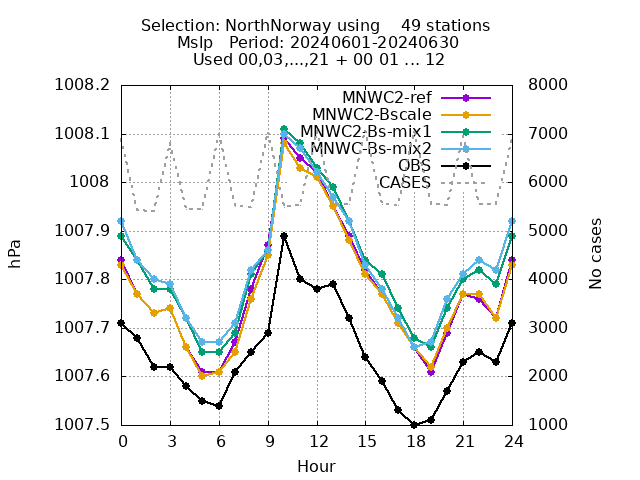 Selection: NorthNorway using    49 stations
Mslp   Period: 20240601-20240630
Used 00,03,...,21 + 00 01 ... 12
1008.2
1008.1
1008
1007.9
1007.8
1007.7
1007.6
1007.5
hPa
MNWC2-ref
MNWC2-Bscale
MNWC2-Bs-mix1
MNWC-Bs-mix2
OBS
CASES
8000
7000
6000
5000
4000
3000
2000
1000
No cases
0 3 6 9 12 15 18 21 24
Hour